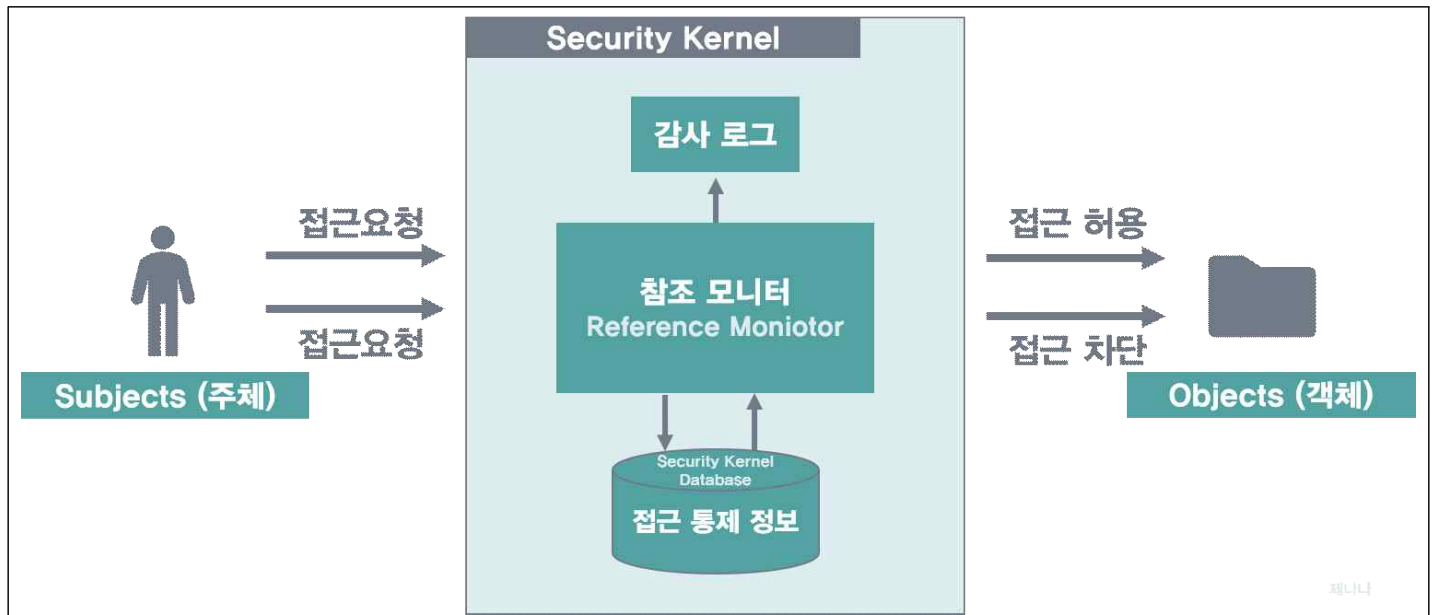 Security Kernel
감사 로그
접근요청
접근요청
Subjects (주체)
참조 모니터
Reference Moniotor
Security Kernel
Database
접근 통제 정보
접근 허용
접근 차단
Objects (객체)
제나나